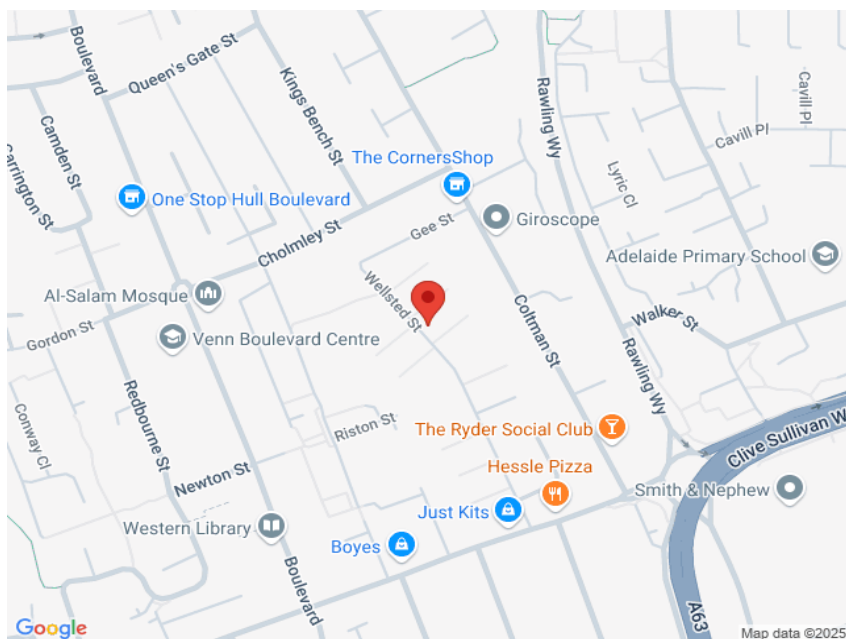 Boulevard
Queen's Gate St
Kings Bench St
Rawling Wy
Cavill Pl
Cavill Pl
Camden St
Carrington St
The CornersShop
Lyric Cl
One Stop Hull Boulevard
Gee St
Giroscope
Cholmley St
Adelaide Primary School
Al-Salam Mosque
Wellsted St
Coltman St
Walker St
Gordon St
Venn Boulevard Centre
Rawling Wy
Redbourne St
Conway Cl
Riston St
The Ryder Social Club
Clive Sullivan W
Newton St
Hessle Pizza
Smith & Nephew
Just Kits
Western Library
Boyes
Boulevard
A63
Google
Map data ©2025